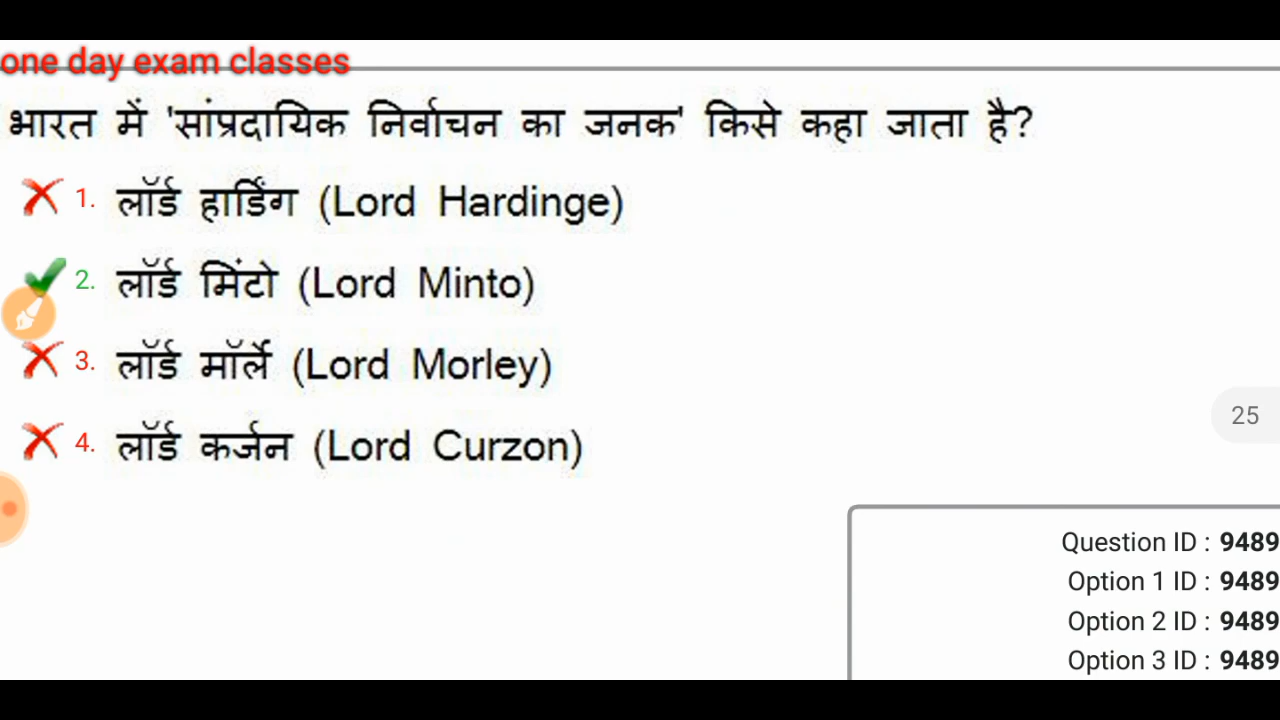 one day exam classes
भारत में 'सांप्रदायिक निर्वाचन का जनक' किसे कहा जाता है?
1. लॉर्ड हार्डिंग (Lord Hardinge)
2. लॉर्ड मिंटो (Lord Minto)
3. लॉर्ड मॉर्ले (Lord Morley)
4. लॉर्ड कर्जन (Lord Curzon)
25
Question ID : 9489
Option 1 ID : 9489
Option 2 ID : 9489
Option 3 ID : 9489